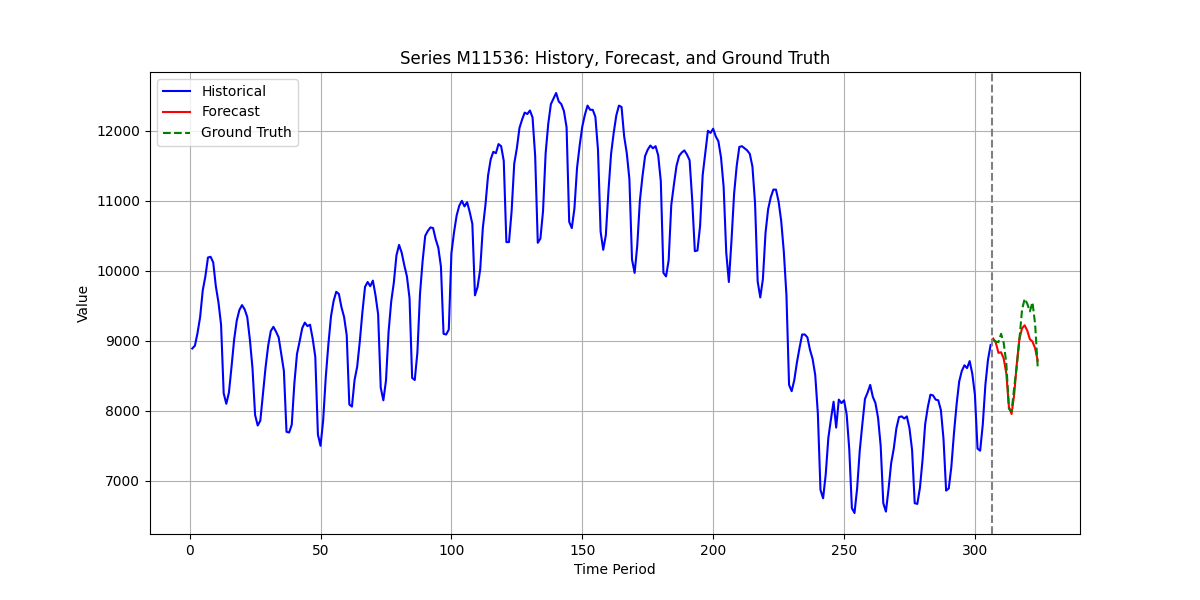 Series M11536: History, Forecast, and Ground Truth
Historical
Forecast
Ground Truth
12000
11000
10000
9000
8000
7000
Value
0 50 100 150 200 250 300
Time Period